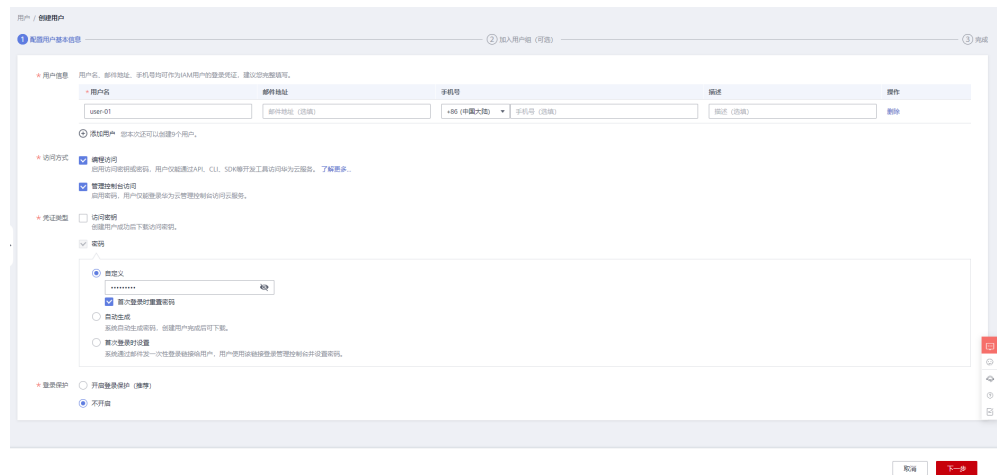 用户 / 创建用户
1 配置用户基本信息
2 加入用户组（可选）
3 完成
* 用户信息 用户名、邮件地址、手机号均可作为IAM用户的登录凭证，建议您完整填写。
* 用户名 邮件地址 手机号 描述 操作
user-01 邮件地址（选填） +86 (中国大陆) 手机号（选填） 描述（选填） 删除
添加用户 您本次还可以创建9个用户。
* 访问方式 编程访问
启用访问密钥或密码，用户仅能通过API、CLI、SDK等开发工具访问华为云服务。 了解更多...
管理控制台访问
启用密码，用户仅能登录华为云管理控制台访问云服务。
* 凭证类型 访问密钥
创建用户成功后下载访问密钥。
密码
自定义
•••••••••
首次登录时重置密码
自动生成
系统自动生成密码，创建用户完成后可下载。
首次登录时设置
系统通过邮件发一次性登录链接给用户，用户使用该链接登录管理控制台并设置密码。
* 登录保护 开启登录保护（推荐）
不开启
取消 下一步